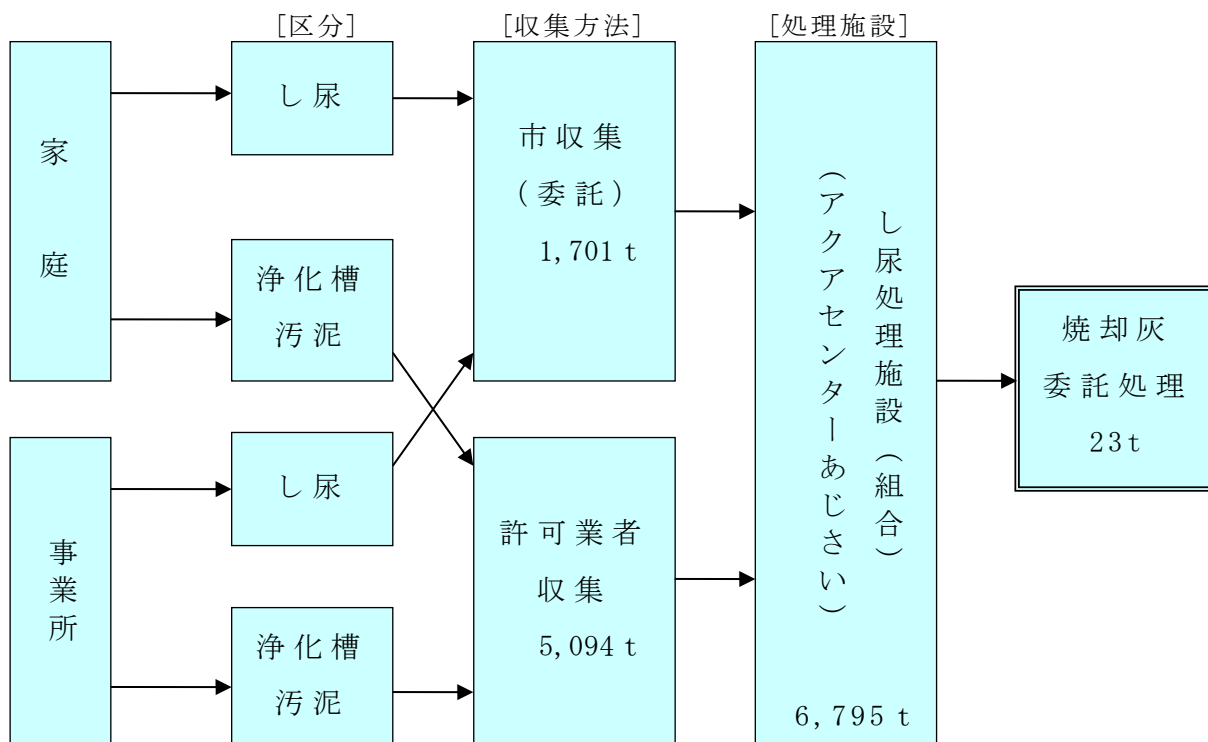 [区分]
[収集方法]
[処理施設]
家庭
し尿
浄化槽
汚泥
事業所
し尿
浄化槽
汚泥
市収集
(委託)
1,701 t
許可業者
収集
5,094 t
し尿処理施設(組合)
(アクアセンターあじさい)
6,795 t
焼却灰
委託処理
23t